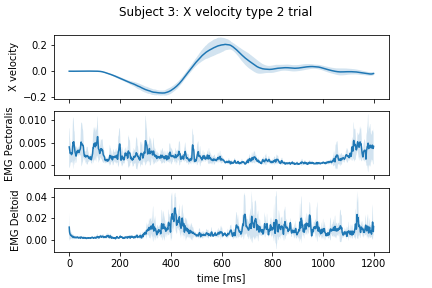 Subject 3: X velocity type 2 trial
X velocity
0.2
0.0
−0.2
EMG Pectoralis
0.010
0.005
0.000
EMG Deltoid
0.04
0.02
0.00
0 200 400 600 800 1000 1200
time [ms]